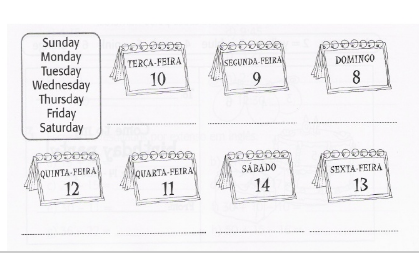 Sunday
Monday
Tuesday
Wednesday
Thursday
Friday
Saturday
TERÇA-FEIRA
10
SEGUNDA-FEIRA
9
DOMINGO
8
QUINTA-FEIRA
12
QUARTA-FEIRA
11
SÁBADO
14
SEXTA-FEIRA
13